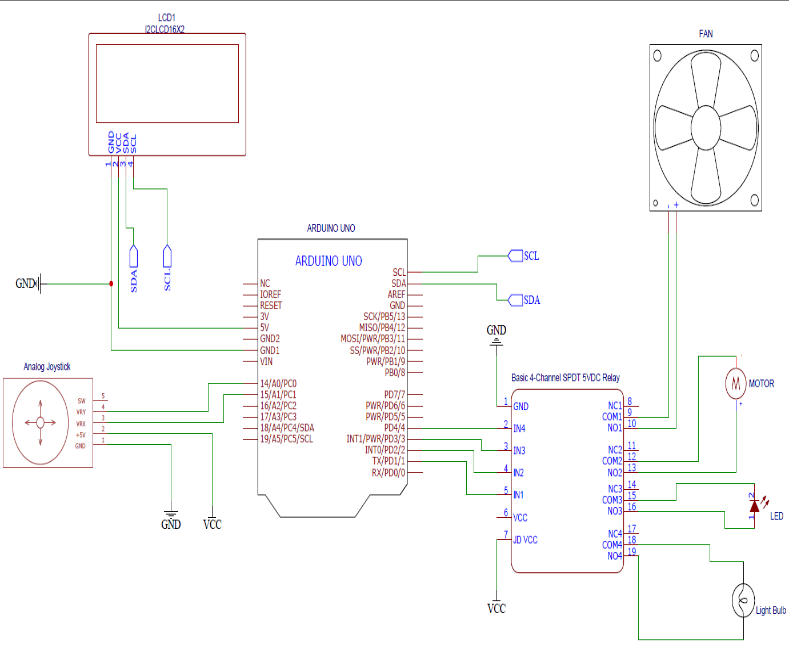 LCD1
I2CLCD16X2
GND
VCC
SDA
SCL
1
2
3
4
SDA
SCL
GND
FAN
- +
ARDUINO UNO
ARDUINO UNO
NC
IOREF
RESET
3V
5V
GND2
GND1
VIN
14/A0/PC0
15/A1/PC1
16/A2/PC2
17/A3/PC3
18/A4/PC4/SDA
19/A5/PC5/SCL
SCL
SDA
AREF
GND
SCK/PB5/13
MISO/PB4/12
MOSI/PWR/PB3/11
SS/PWR/PB2/10
PWR/PB1/9
PB0/8
PD7/7
PWR/PD6/6
PWR/PD5/5
PD4/4
INT1/PWR/PD3/3
INT0/PD2/2
TX/PD1/1
RX/PD0/0
SCL
SDA
Analog Joystick
SW 5
VRY 4
VRX 3
+5V 2
GND 1
GND
VCC
GND
Basic 4-Channel SPDT 5VDC Relay
1 GND
2 IN4
3 IN3
4 IN2
5 IN1
6 VCC
7 JD VCC
NC1 8
COM1 9
NO1 10
NC2 11
COM2 12
NO2 13
NC3 14
COM3 15
NO3 16
NC4 17
COM4 18
NO4 19
VCC
M
MOTOR
+
2
1
LED
Light Bulb